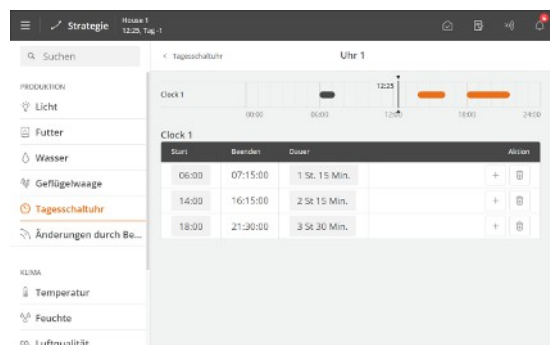 Strategie
House 1
12:25, Tag -1
Suchen
< Tagesschaltuhr
Uhr 1
PRODUKTION
Licht
Futter
Wasser
Geflügelwaage
Tagesschaltuhr
Änderungen durch Be...
KLIMA
Temperatur
Feuchte
Luftqualität
Clock 1
12:25
00:00
06:00
12:00
18:00
24:00
Clock 1
Start Beenden Dauer Aktion
06:00 07:15:00 1 St. 15 Min. +
14:00 16:15:00 2 St 15 Min. +
18:00 21:30:00 3 St 30 Min. +